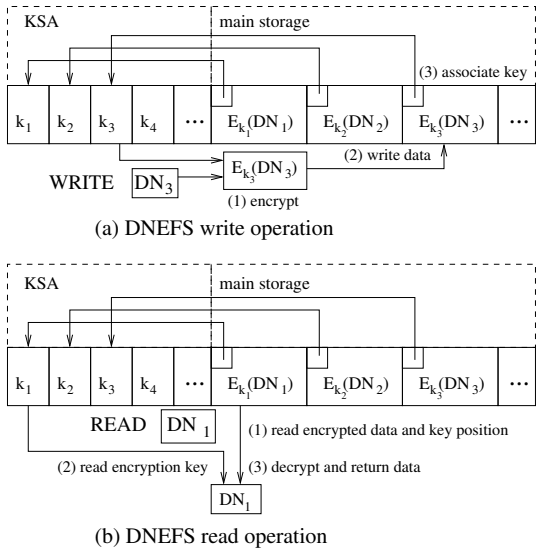 KSA main storage
(3) associate key
k1 k2 k3 k4 ... Ek1(DN1) Ek2(DN2) Ek3(DN3) ...
(2) write data
WRITE DN3 Ek3(DN3)
(1) encrypt
(a) DNEFS write operation
KSA main storage
k1 k2 k3 k4 ... Ek1(DN1) Ek2(DN2) Ek3(DN3) ...
READ DN1 (1) read encrypted data and key position
(2) read encryption key (3) decrypt and return data
DN1
(b) DNEFS read operation